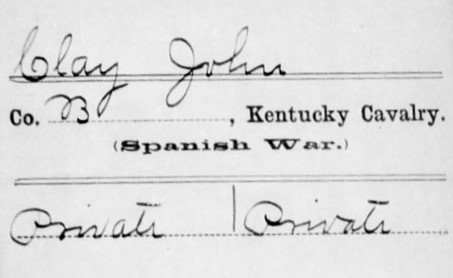 Clay John
Co. B, Kentucky Cavalry.
(Spanish War.)
Private | Private